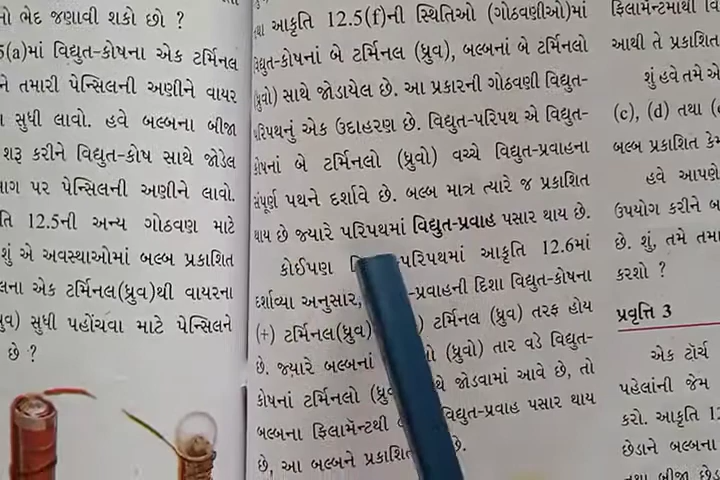 ભેદ જણાવી શકો છો ?
(a)માં વિદ્યુત-કોષના એક ટર્મિનલ
તમારી પેન્સિલની અણીને વાયર
સુધી લાવો. હવે બલ્બના બીજા
શરૂ કરીને વિદ્યુત-કોષ સાથે જોડેલ
પર પેન્સિલની અણીને લાવો.
12.5ની અન્ય ગોઠવણ માટે
શું એ અવસ્થાઓમાં બલ્બ પ્રકાશિત
એક ટર્મિનલ(ધ્રુવ)થી વાયરના
સુધી પહોંચવા માટે પેન્સિલને
છે ?
આકૃતિ 12.5(f)ની સ્થિતિઓ (ગોઠવણીઓ)માં
વિદ્યુત-કોષનાં બે ટર્મિનલ (ધ્રુવ), બલ્બનાં બે ટર્મિનલો
(ધ્રુવો) સાથે જોડાયેલ છે. આ પ્રકારની ગોઠવણી વિદ્યુત-
પરિપથનું એક ઉદાહરણ છે. વિદ્યુત-પરિપથ એ વિદ્યુત-
કોષનાં બે ટર્મિનલો (ધ્રુવો) વચ્ચે વિદ્યુત-પ્રવાહના
સંપૂર્ણ પથને દર્શાવે છે. બલ્બ માત્ર ત્યારે જ પ્રકાશિત
થાય છે જ્યારે પરિપથમાં વિદ્યુત-પ્રવાહ પસાર થાય છે.
કોઈપણ -પરિપથમાં આકૃતિ 12.6માં
દર્શાવ્યા અનુસાર, -પ્રવાહની દિશા વિદ્યુત-કોષના
(+) ટર્મિનલ(ધ્રુવ) ) ટર્મિનલ (ધ્રુવ) તરફ હોય
છે. જ્યારે બલ્બનાં (ધ્રુવો) તાર વડે વિદ્યુત-
કોષનાં ટર્મિનલો જોડવામાં આવે છે, તો
બલ્બના ફિલામૅન્ટથી વિદ્યુત-પ્રવાહ પસાર થાય
છે, આ બલ્બને છે.
ફિલામૅન્ટમાંથી
આથી તે પ્રકાશિત
શું હવે તમે
(c), (d) તથા
બલ્બ પ્રકાશિત
હવે આપણે
ઉપયોગ કરીને
છે. શું, તમે
કરશો ?
પ્રવૃત્તિ 3
એક ટૉર્ચ
પહેલાંની જેમ
કરો. આકૃતિ
છેડાને બલ્બના